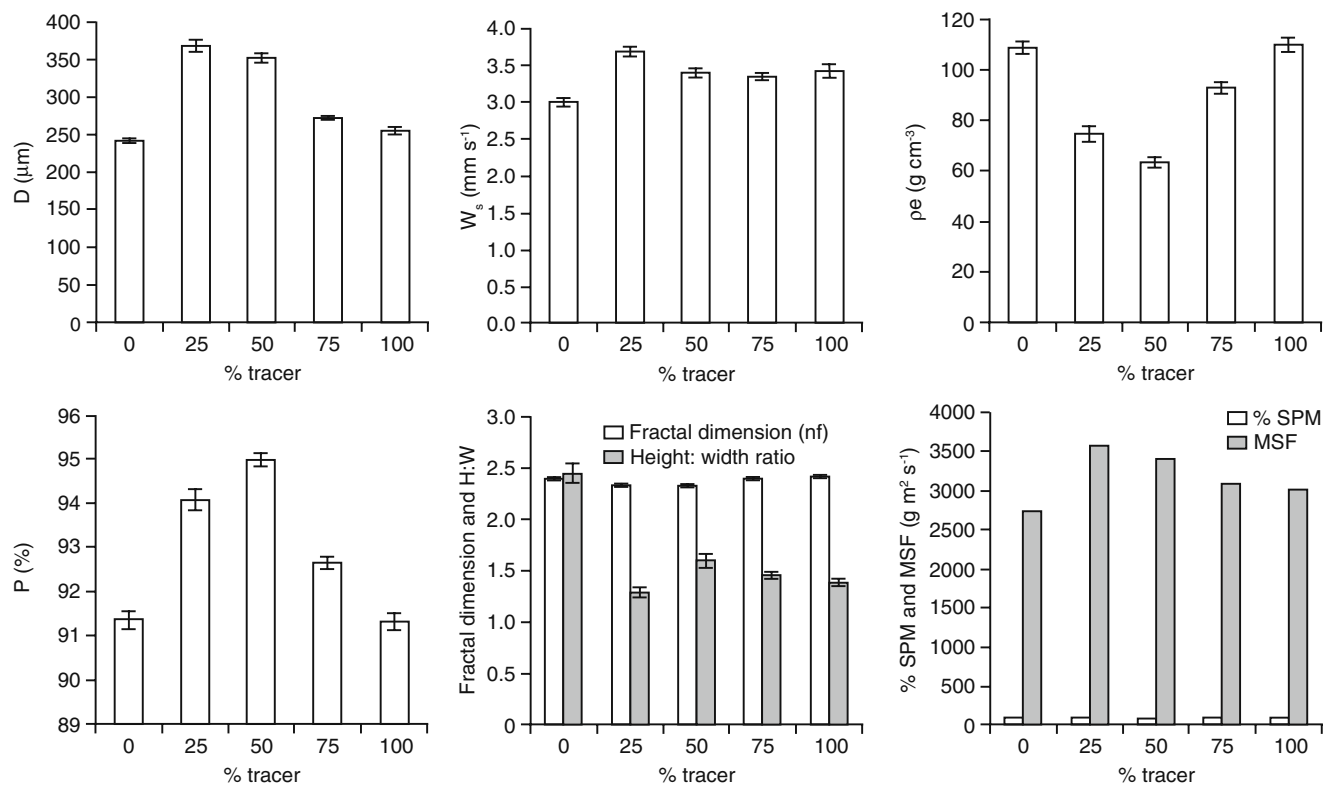 400
350
300
250
200
150
100
50
0
D (μm)
0 25 50 75 100
% tracer
4.0
3.5
3.0
2.5
2.0
1.5
1.0
0.5
0.0
Wₛ (mm s⁻¹)
0 25 50 75 100
% tracer
120
100
80
60
40
20
0
ρe (g cm⁻³)
0 25 50 75 100
% tracer
96
95
94
93
92
91
90
89
P (%)
0 25 50 75 100
% tracer
3.0
2.5
2.0
1.5
1.0
0.5
0
Fractal dimension and H:W
Fractal dimension (nf)
Height: width ratio
0 25 50 75 100
% tracer
4000
3500
3000
2500
2000
1500
1000
500
0
% SPM and MSF (g m² s⁻¹)
% SPM
MSF
0 25 50 75 100
% tracer